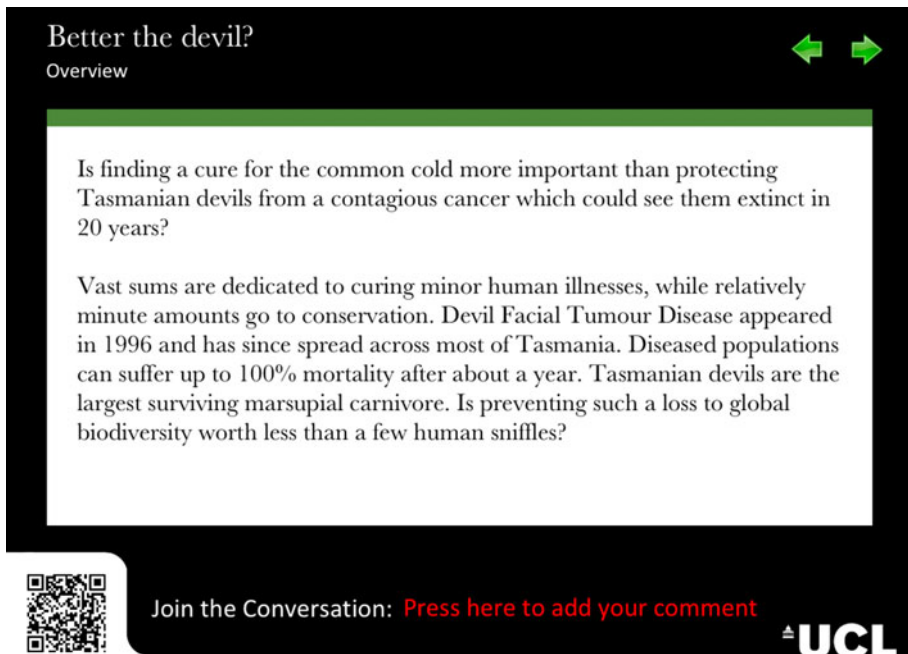 Better the devil?
Overview
Is finding a cure for the common cold more important than protecting
Tasmanian devils from a contagious cancer which could see them extinct in
20 years?
Vast sums are dedicated to curing minor human illnesses, while relatively
minute amounts go to conservation. Devil Facial Tumour Disease appeared
in 1996 and has since spread across most of Tasmania. Diseased populations
can suffer up to 100% mortality after about a year. Tasmanian devils are the
largest surviving marsupial carnivore. Is preventing such a loss to global
biodiversity worth less than a few human sniffles?
Join the Conversation: Press here to add your comment
UCL